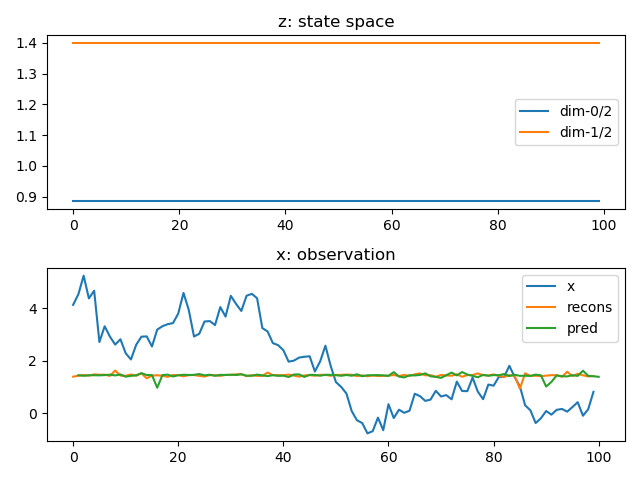 z: state space
1.4
1.3
1.2
1.1
1.0
0.9
dim-0/2
dim-1/2
0 20 40 60 80 100
x: observation
4
2
0
x
recons
pred
0 20 40 60 80 100